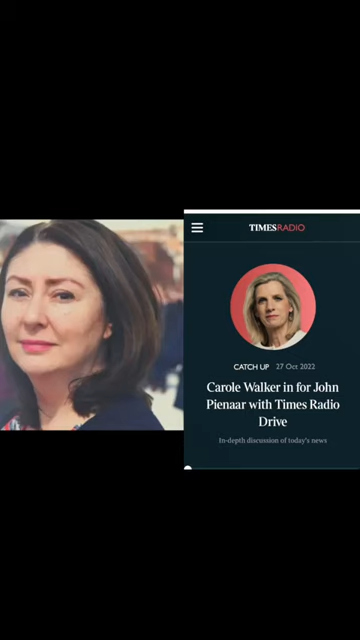 TIMESRADIO
CATCH UP 27 Oct 2022
Carole Walker in for John
Pienaar with Times Radio
Drive
In-depth discussion of today's news